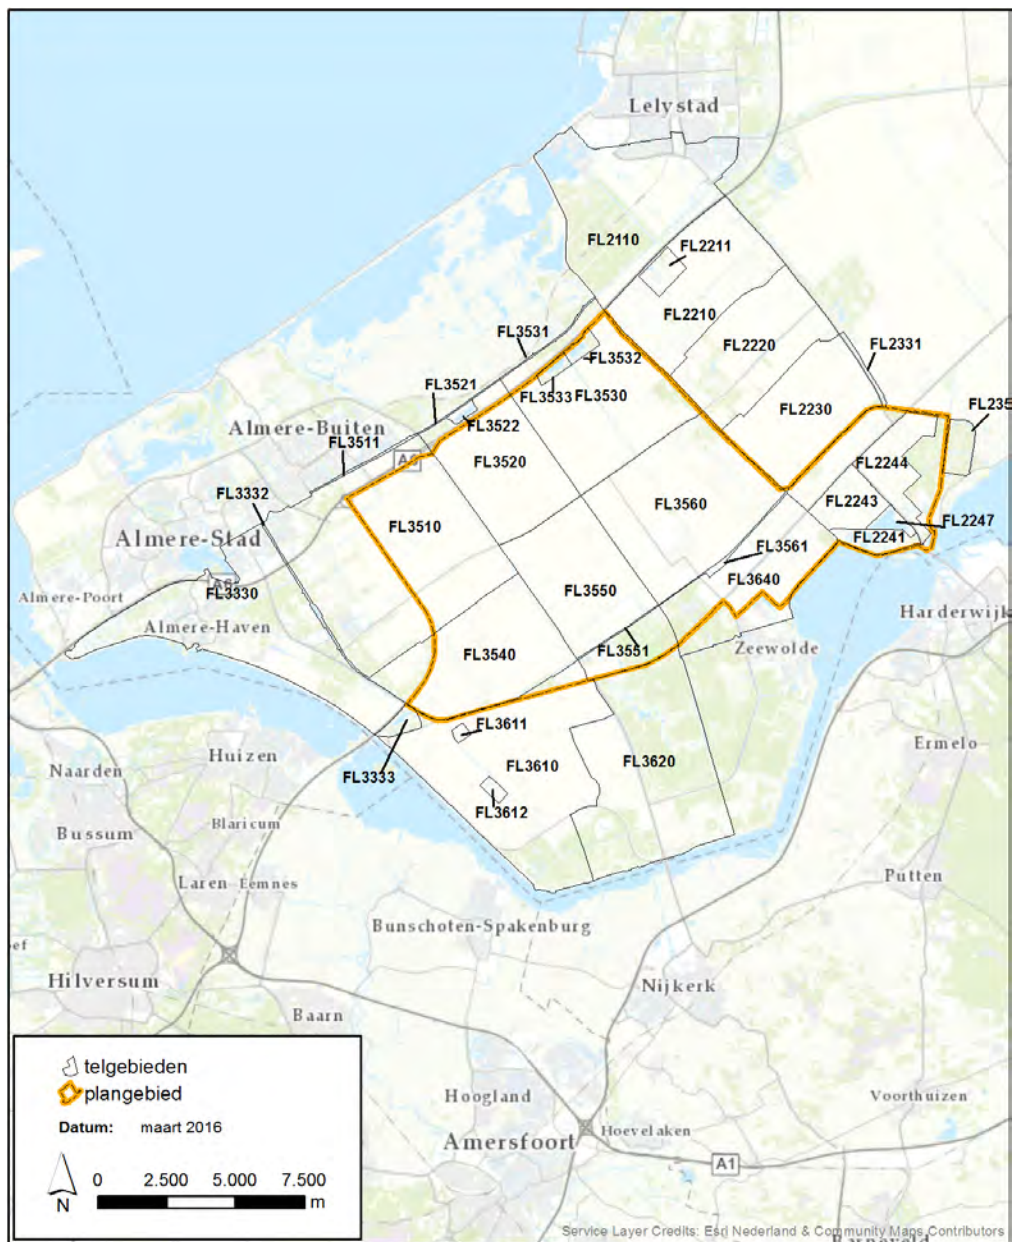 Lelystad
FL2110
FL2211
FL2210
FL3531
FL2220
FL2331
FL3532
FL3521
FL3533
FL3530
FL235
FL2230
Almere-Buiten
FL3522
FL3511
A6
FL3520
FL2244
FL3332
FL3560
FL2243
FL3510
FL2247
Almere-Stad
FL2241
FL3561
A6
FL3330
FL3640
Almere-Poort
FL3550
Harderwijk
Almere-Haven
FL3551
Zeewolde
FL3540
FL3611
Ermelo
Huizen
FL3620
FL3610
Naarden
FL3333
FL3612
Blaricum
Bussum
Putten
Laren
Eemnes
Bunschoten-Spakenburg
Hilversum
Nijkerk
Baarn
telgebieden
Hoogland
Voorthuizen
plangebied
Datum: maart 2016
Hoevelaken
Amersfoort
A1
0 2.500 5.000 7.500
m
N
Service Layer Credits: Esri Nederland & Community Maps Contributors
Barneveld